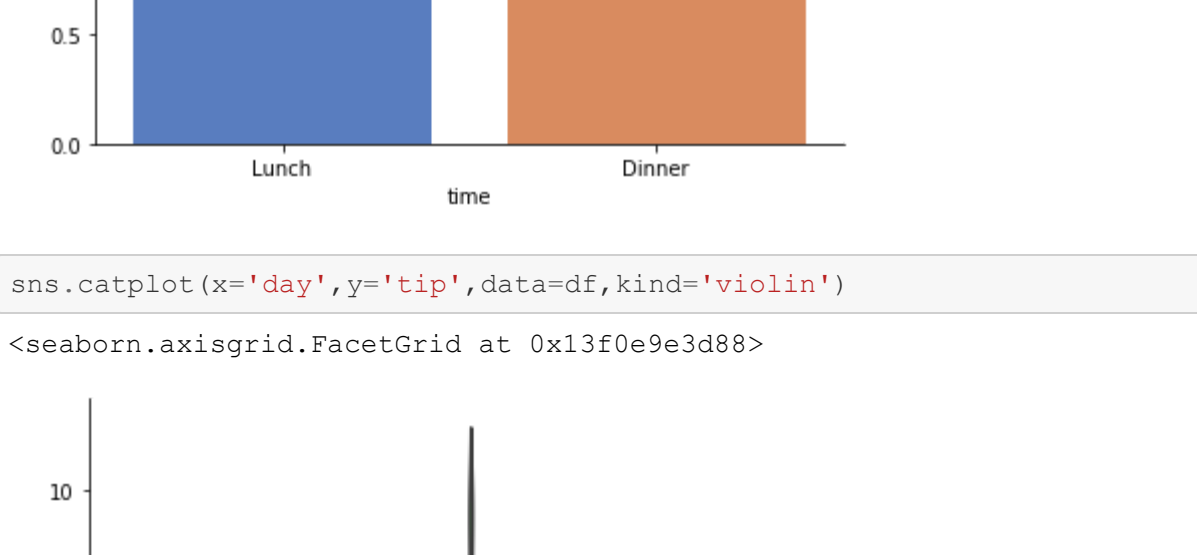 0.5
0.0
Lunch Dinner
time
sns.catplot(x='day',y='tip',data=df,kind='violin')
<seaborn.axisgrid.FacetGrid at 0x13f0e9e3d88>
10